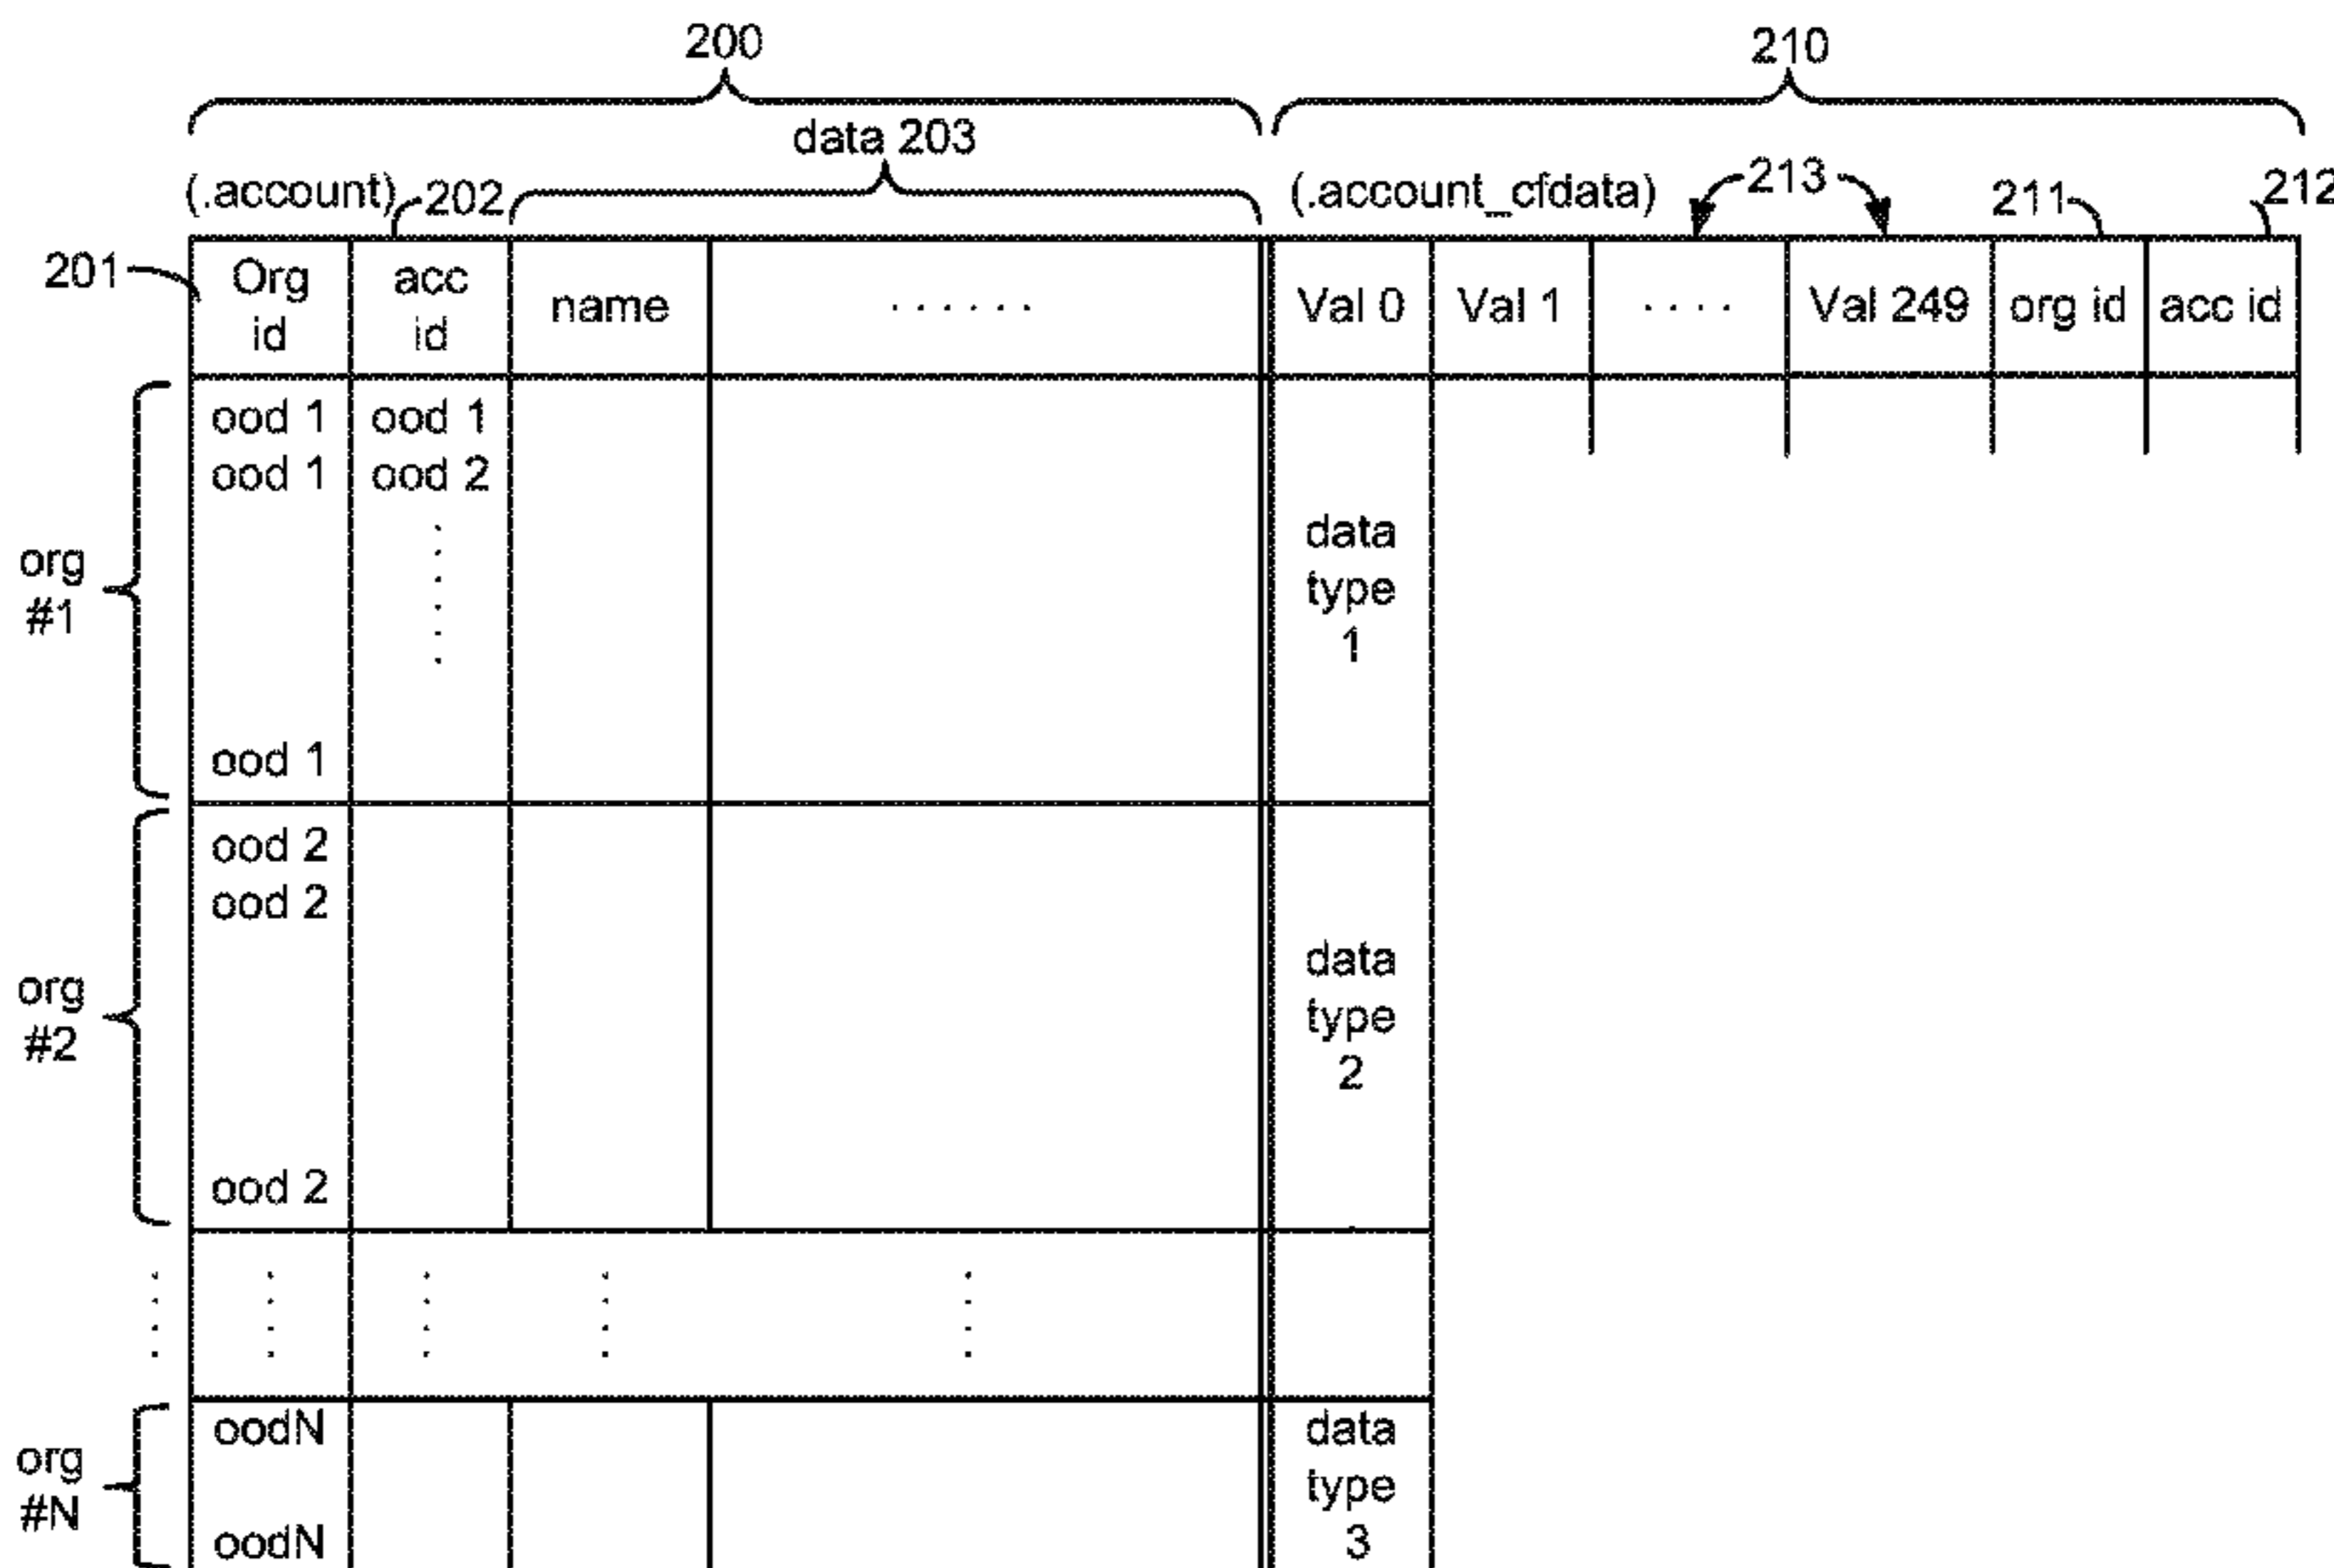 200 210
data 203
(.account) 202 (.account_cfdata) 213 211 212
201 Org id acc id name ...... Val 0 Val 1 .... Val 249 org id acc id
ood 1 ood 1
ood 1 ood 2
org #1
data type 1
ood 1
ood 2
ood 2
org #2
data type 2
ood 2
oodN
org #N
data type 3
oodN